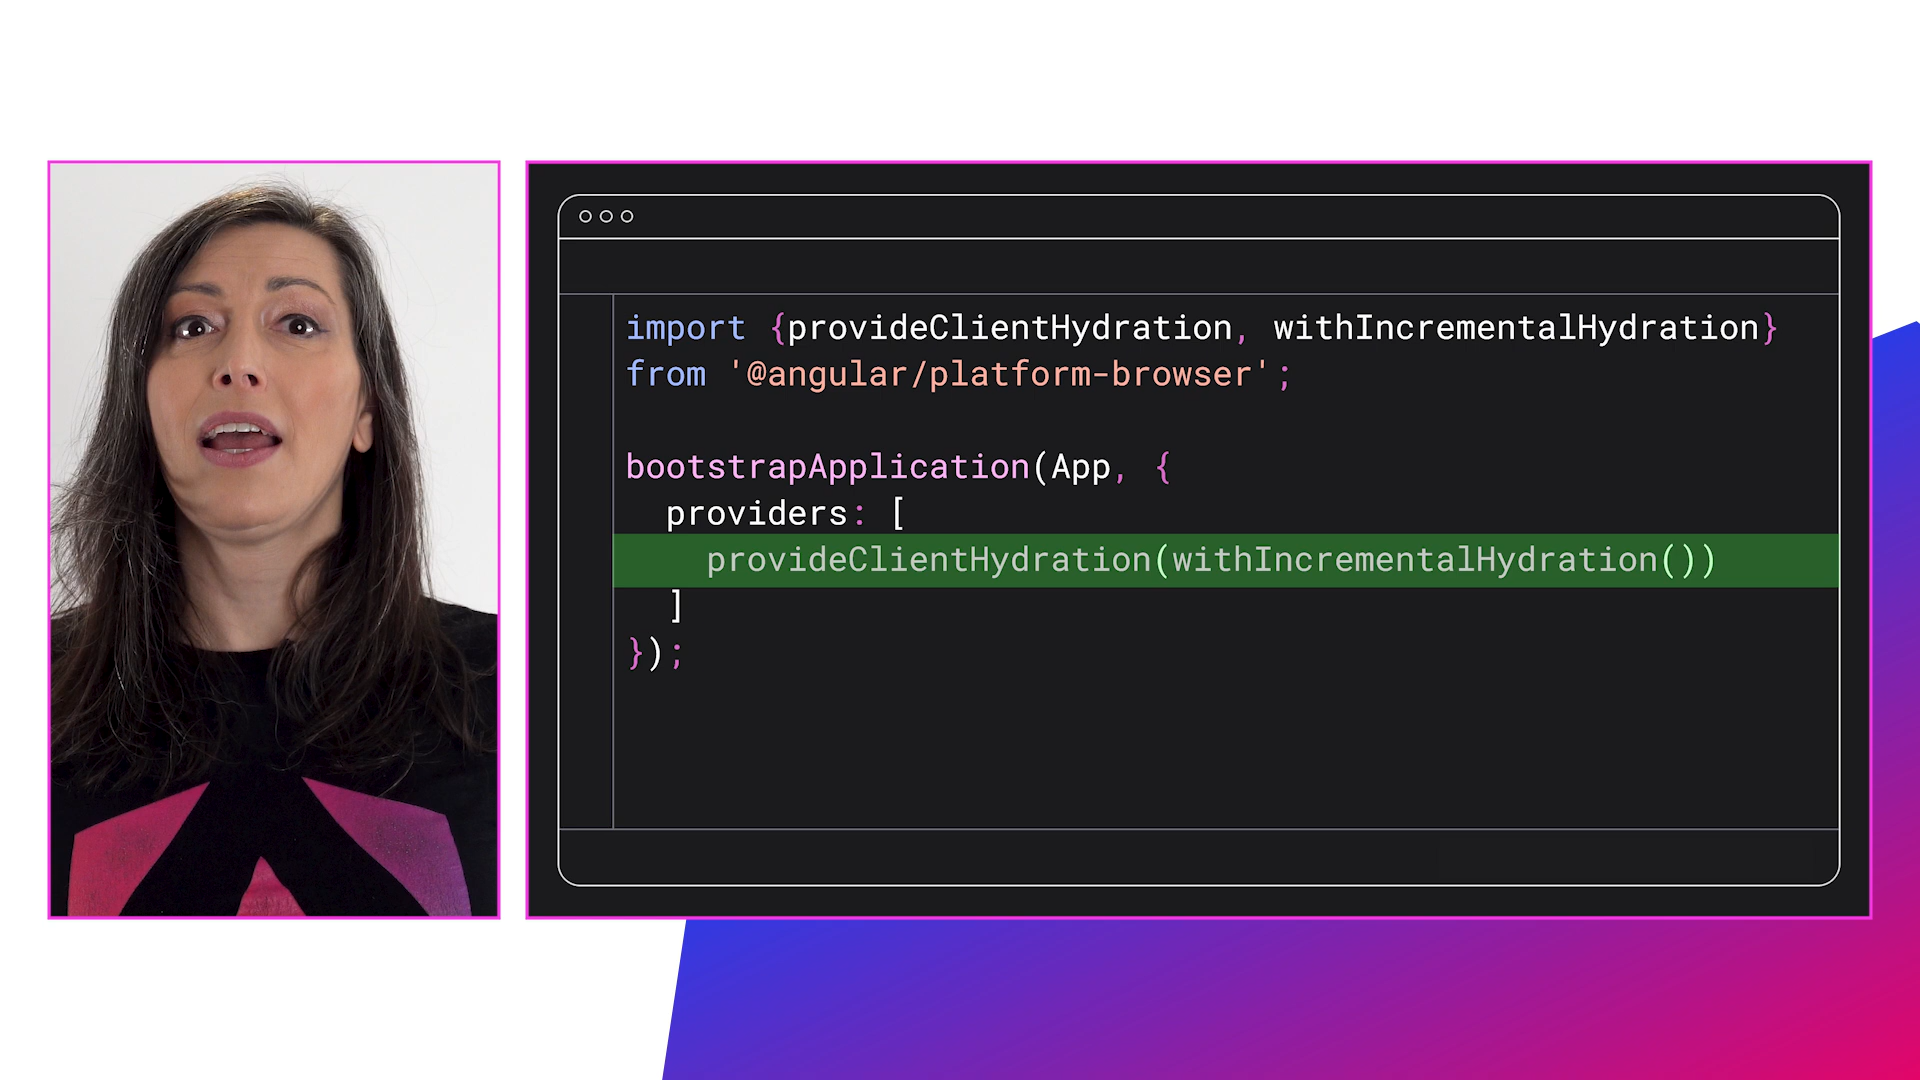 import {provideClientHydration, withIncrementalHydration}
from '@angular/platform-browser';
bootstrapApplication(App, {
  providers: [
    provideClientHydration(withIncrementalHydration())
  ]
});